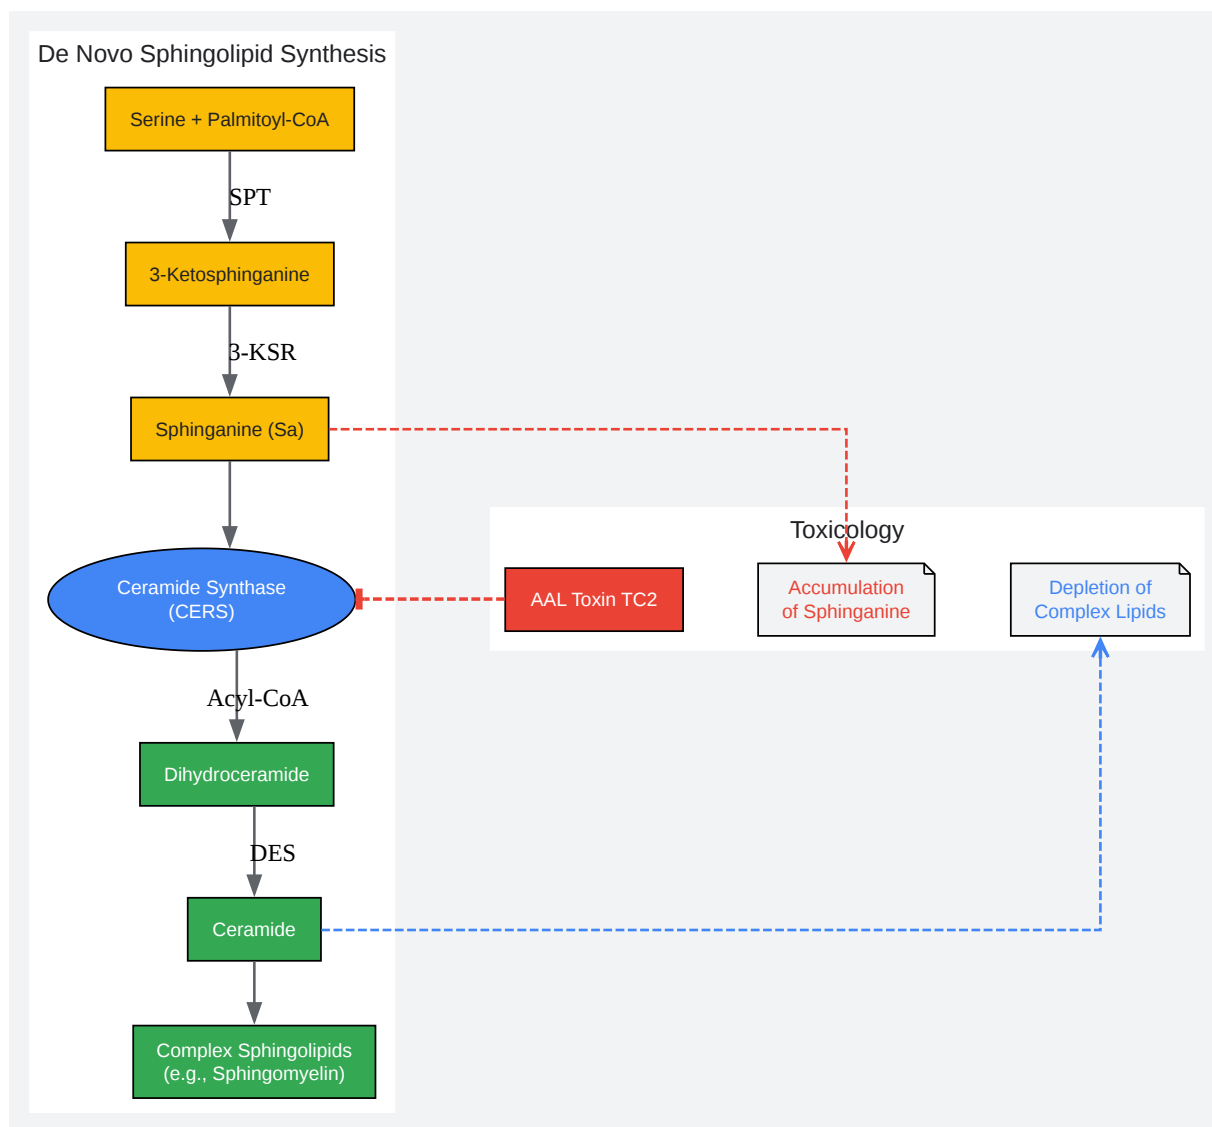 De Novo Sphingolipid Synthesis
Serine + Palmitoyl-CoA
SPT
3-Ketosphinganine
3-KSR
Sphinganine (Sa)
Ceramide Synthase
(CERS)
Acyl-CoA
Dihydroceramide
DES
Ceramide
Complex Sphingolipids
(e.g., Sphingomyelin)
Toxicology
AAL Toxin TC2
Accumulation
of Sphinganine
Depletion of
Complex Lipids